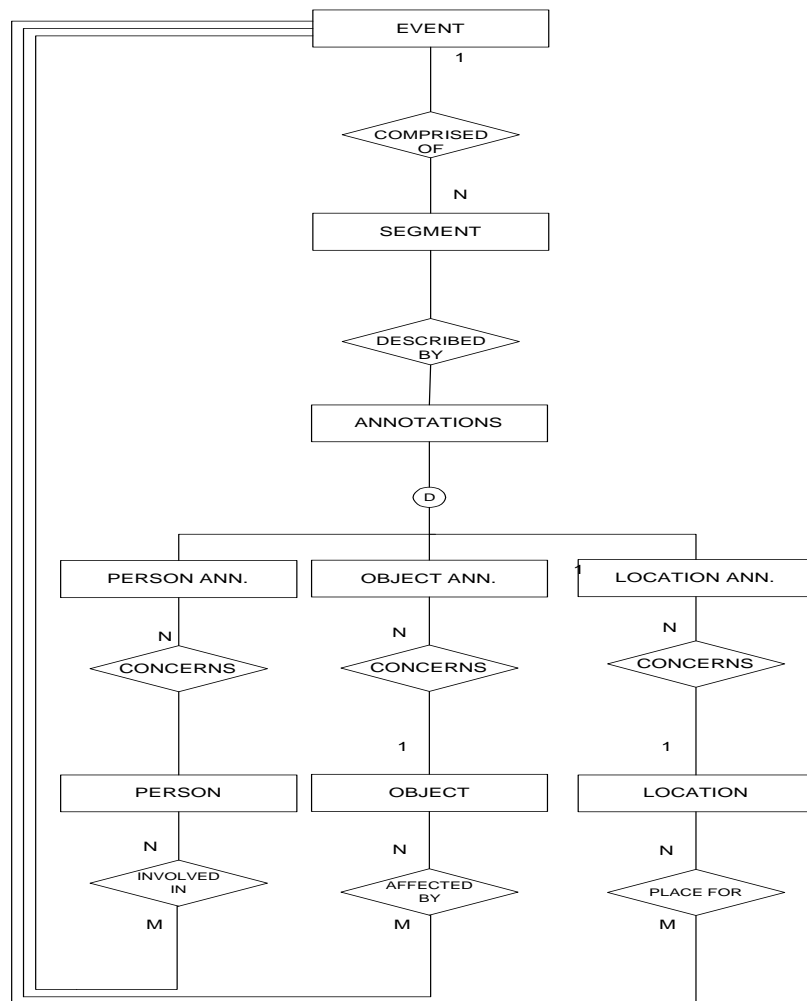 EVENT
1
COMPRISED
OF
N
SEGMENT
DESCRIBED
BY
ANNOTATIONS
D
PERSON ANN.
OBJECT ANN.
1
LOCATION ANN.
N
N
N
CONCERNS
CONCERNS
CONCERNS
1
1
PERSON
OBJECT
LOCATION
N
N
N
INVOLVED
IN
AFFECTED
BY
PLACE FOR
M
M
M